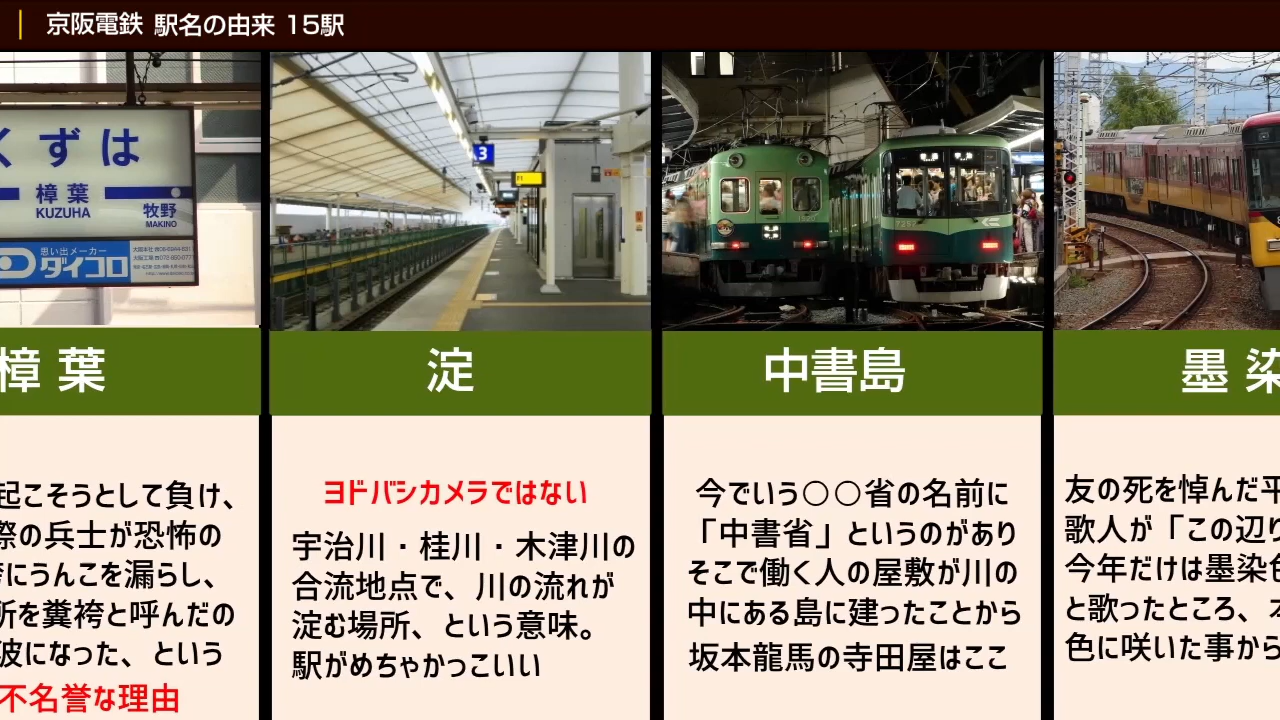 京阪電鉄 駅名の由来 15駅
くずは
樟葉
KUZUHA
牧野
MAKINO
思い出メーカー
ダイコロ
3
樟葉
淀
中書島
墨染
起こそうとして負け、
際の兵士が恐怖の
にうんこを漏らし、
所を糞袴と呼んだの
になった、という
不名誉な理由
ヨドバシカメラではない
宇治川・桂川・木津川の
合流地点で、川の流れが
淀む場所、という意味。
駅がめちゃかっこいい
今でいう○○省の名前に
「中書省」というのがあり
そこで働く人の屋敷が川の
中にある島に建ったことから
坂本龍馬の寺田屋はここ
友の死を悼んだ平
歌人が「この辺り
今年だけは墨染色
と歌ったところ、
色に咲いた事から